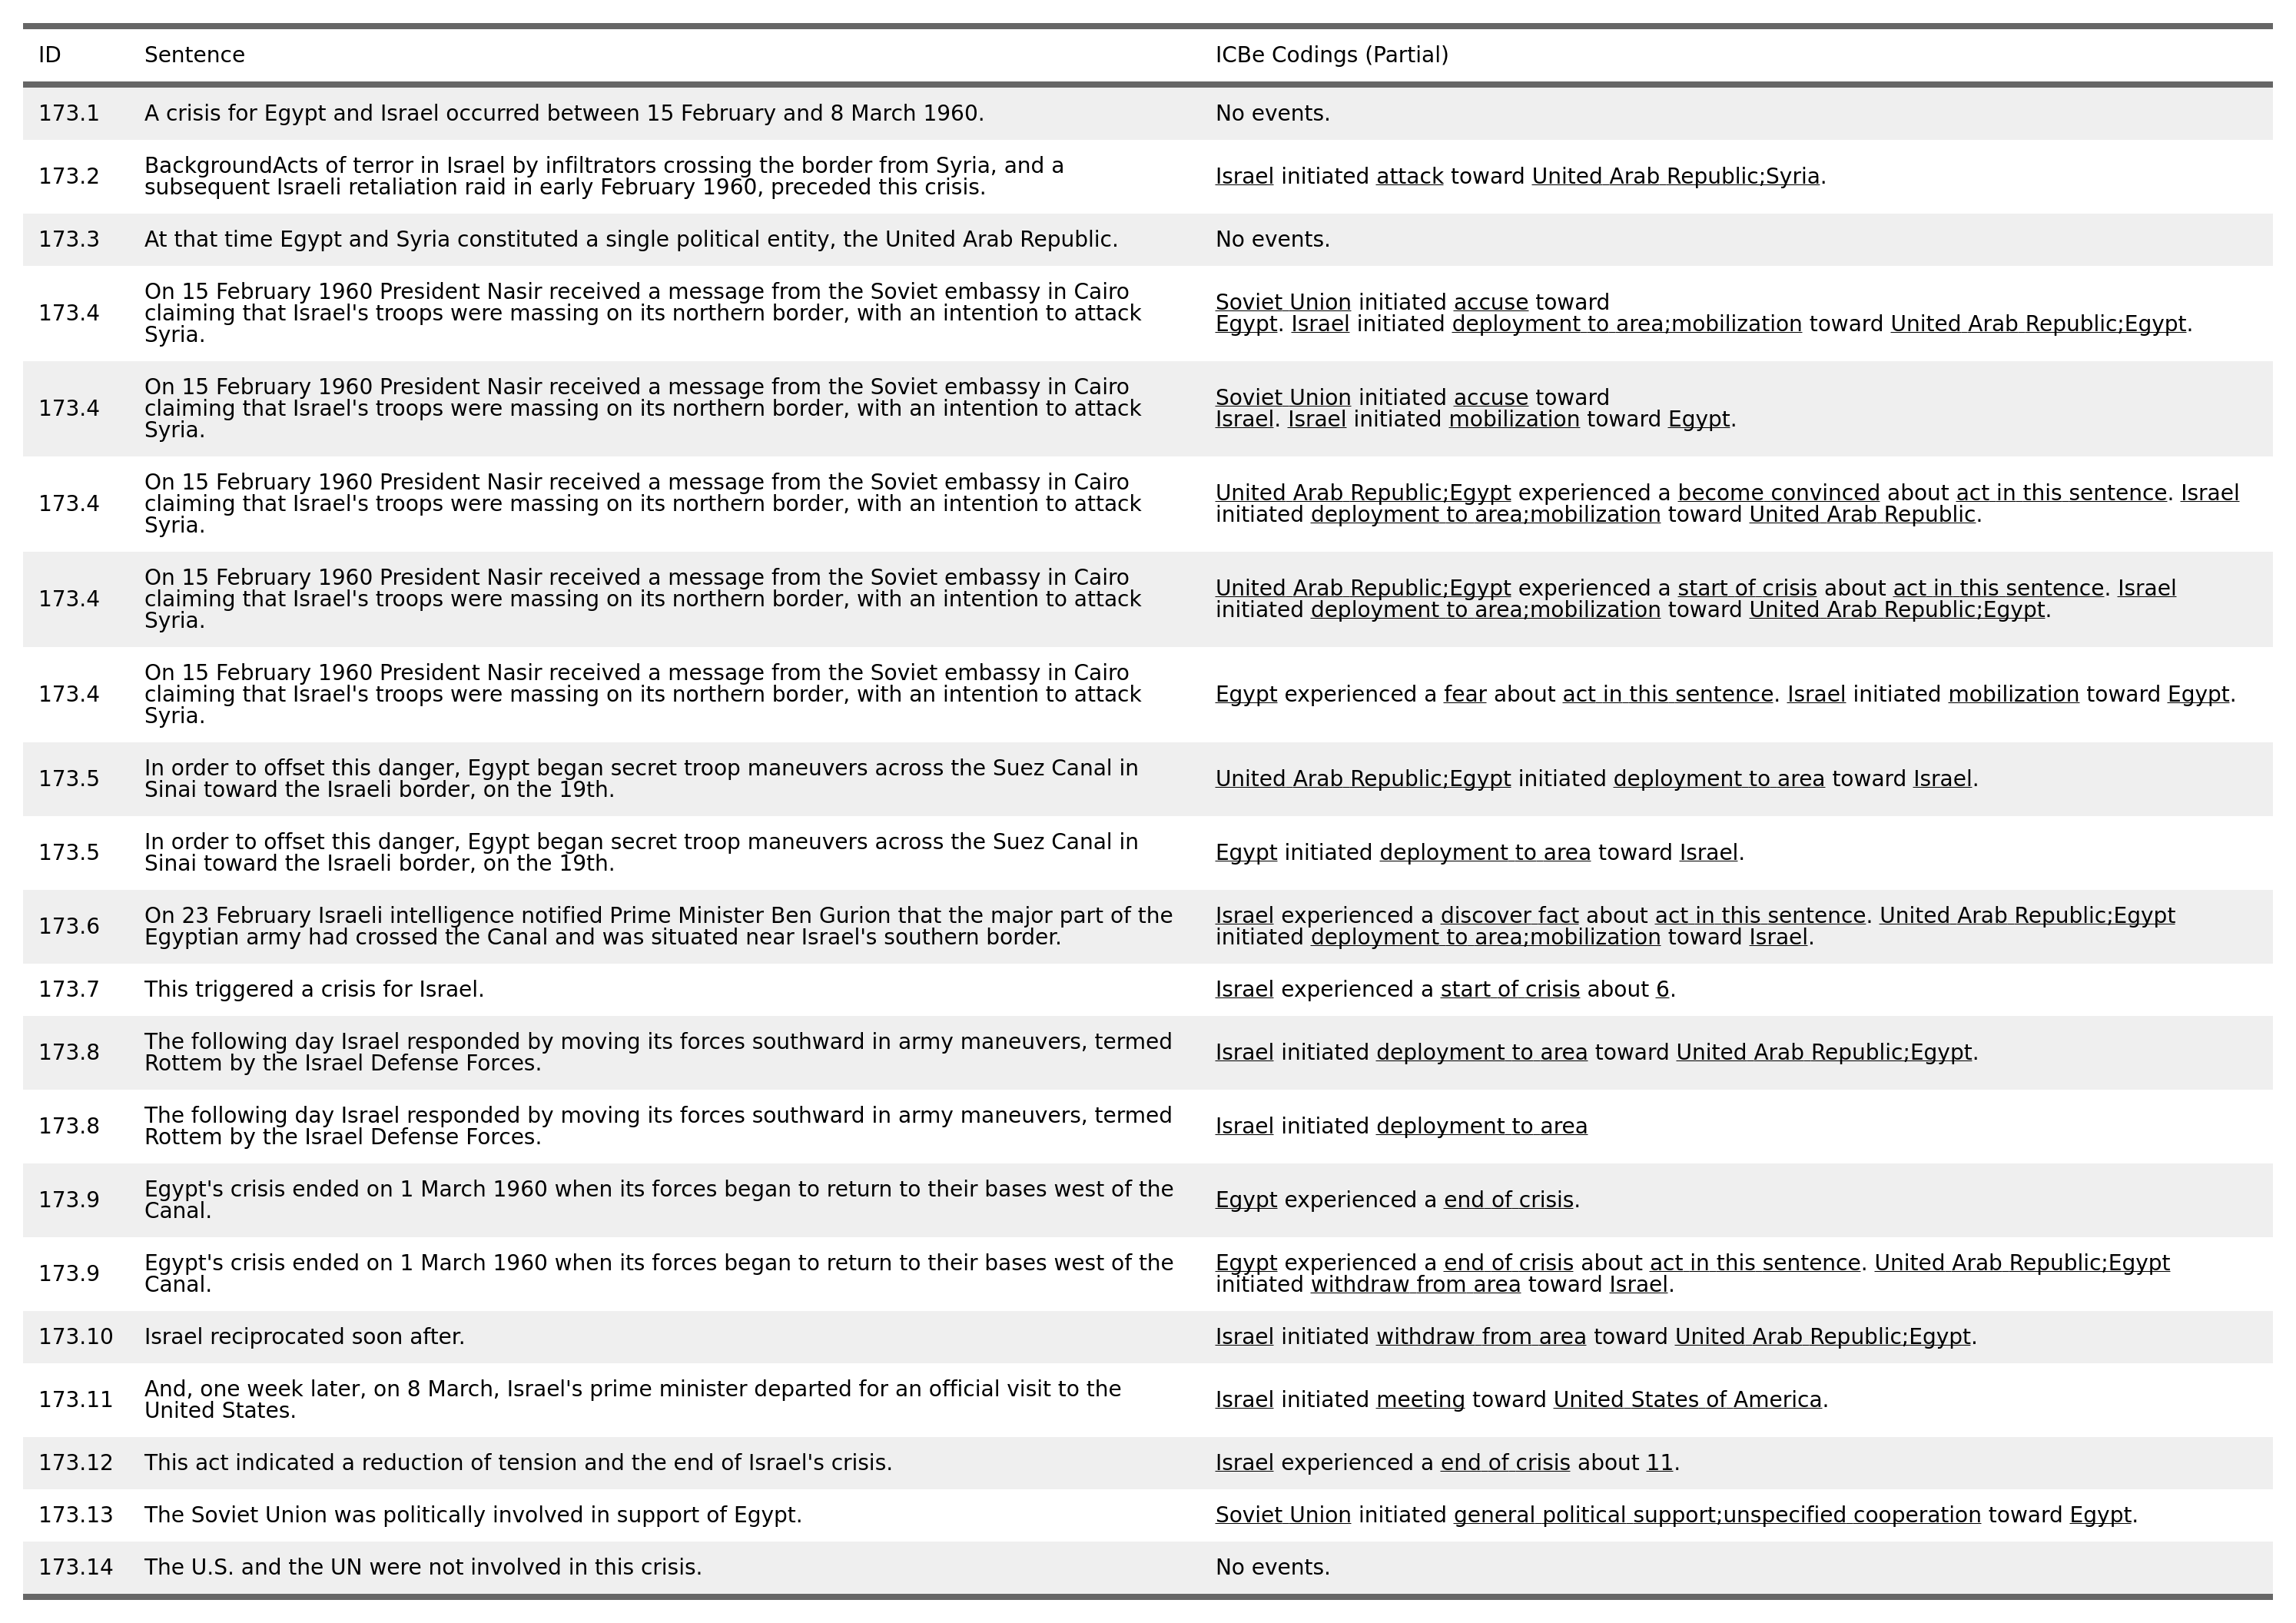 ID Sentence ICBe Codings (Partial)
173.1 A crisis for Egypt and Israel occurred between 15 February and 8 March 1960. No events.
173.2 BackgroundActs of terror in Israel by infiltrators crossing the border from Syria, and a
subsequent Israeli retaliation raid in early February 1960, preceded this crisis.
Israel initiated attack toward United Arab Republic;Syria.
173.3 At that time Egypt and Syria constituted a single political entity, the United Arab Republic. No events.
173.4 On 15 February 1960 President Nasir received a message from the Soviet embassy in Cairo
claiming that Israel's troops were massing on its northern border, with an intention to attack
Syria.
Soviet Union initiated accuse toward
Egypt. Israel initiated deployment to area;mobilization toward United Arab Republic;Egypt.
173.4 On 15 February 1960 President Nasir received a message from the Soviet embassy in Cairo
claiming that Israel's troops were massing on its northern border, with an intention to attack
Syria.
Soviet Union initiated accuse toward
Israel. Israel initiated mobilization toward Egypt.
173.4 On 15 February 1960 President Nasir received a message from the Soviet embassy in Cairo
claiming that Israel's troops were massing on its northern border, with an intention to attack
Syria.
United Arab Republic;Egypt experienced a become convinced about act in this sentence. Israel
initiated deployment to area;mobilization toward United Arab Republic.
173.4 On 15 February 1960 President Nasir received a message from the Soviet embassy in Cairo
claiming that Israel's troops were massing on its northern border, with an intention to attack
Syria.
United Arab Republic;Egypt experienced a start of crisis about act in this sentence. Israel
initiated deployment to area;mobilization toward United Arab Republic;Egypt.
173.4 On 15 February 1960 President Nasir received a message from the Soviet embassy in Cairo
claiming that Israel's troops were massing on its northern border, with an intention to attack
Syria.
Egypt experienced a fear about act in this sentence. Israel initiated mobilization toward Egypt.
173.5 In order to offset this danger, Egypt began secret troop maneuvers across the Suez Canal in
Sinai toward the Israeli border, on the 19th.
United Arab Republic;Egypt initiated deployment to area toward Israel.
173.5 In order to offset this danger, Egypt began secret troop maneuvers across the Suez Canal in
Sinai toward the Israeli border, on the 19th.
Egypt initiated deployment to area toward Israel.
173.6 On 23 February Israeli intelligence notified Prime Minister Ben Gurion that the major part of the
Egyptian army had crossed the Canal and was situated near Israel's southern border.
Israel experienced a discover fact about act in this sentence. United Arab Republic;Egypt
initiated deployment to area;mobilization toward Israel.
173.7 This triggered a crisis for Israel. Israel experienced a start of crisis about 6.
173.8 The following day Israel responded by moving its forces southward in army maneuvers, termed
Rottem by the Israel Defense Forces.
Israel initiated deployment to area toward United Arab Republic;Egypt.
173.8 The following day Israel responded by moving its forces southward in army maneuvers, termed
Rottem by the Israel Defense Forces.
Israel initiated deployment to area
173.9 Egypt's crisis ended on 1 March 1960 when its forces began to return to their bases west of the
Canal.
Egypt experienced a end of crisis.
173.9 Egypt's crisis ended on 1 March 1960 when its forces began to return to their bases west of the
Canal.
Egypt experienced a end of crisis about act in this sentence. United Arab Republic;Egypt
initiated withdraw from area toward Israel.
173.10 Israel reciprocated soon after. Israel initiated withdraw from area toward United Arab Republic;Egypt.
173.11 And, one week later, on 8 March, Israel's prime minister departed for an official visit to the
United States.
Israel initiated meeting toward United States of America.
173.12 This act indicated a reduction of tension and the end of Israel's crisis. Israel experienced a end of crisis about 11.
173.13 The Soviet Union was politically involved in support of Egypt. Soviet Union initiated general political support;unspecified cooperation toward Egypt.
173.14 The U.S. and the UN were not involved in this crisis. No events.